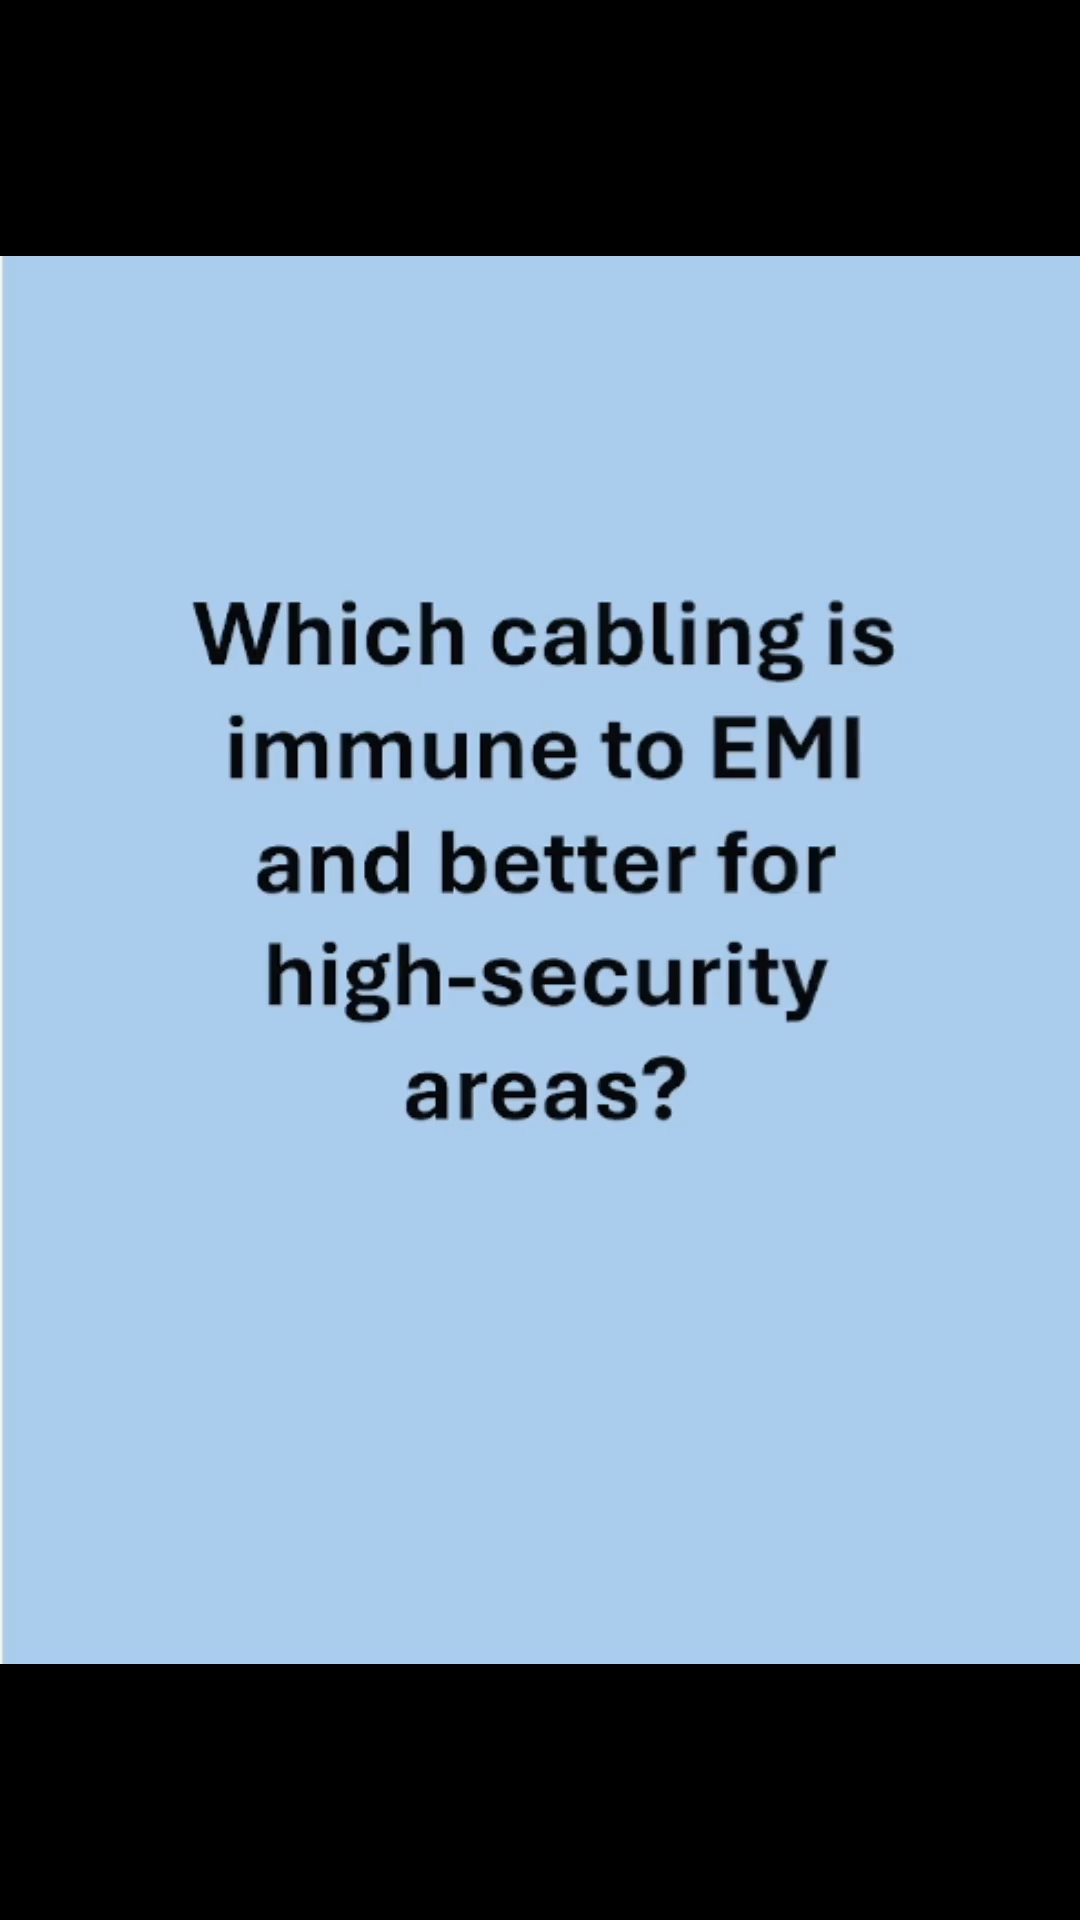 Which cabling is
immune to EMI
and better for
high-security
areas?